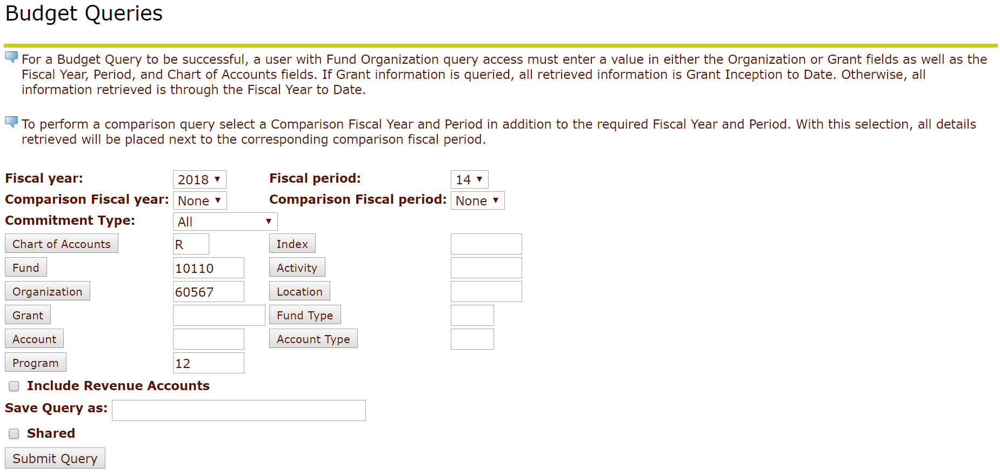 Budget Queries
For a Budget Query to be successful, a user with Fund Organization query access must enter a value in either the Organization or Grant fields as well as the
Fiscal Year, Period, and Chart of Accounts fields. If Grant information is queried, all retrieved information is Grant Inception to Date. Otherwise, all
information retrieved is through the Fiscal Year to Date.
To perform a comparison query select a Comparison Fiscal Year and Period in addition to the required Fiscal Year and Period. With this selection, all details
retrieved will be placed next to the corresponding comparison fiscal period.
Fiscal year: 2018 Fiscal period: 14
Comparison Fiscal year: None Comparison Fiscal period: None
Commitment Type: All
Chart of Accounts R Index
Fund 10110 Activity
Organization 60567 Location
Grant Fund Type
Account Account Type
Program 12
Include Revenue Accounts
Save Query as:
Shared
Submit Query